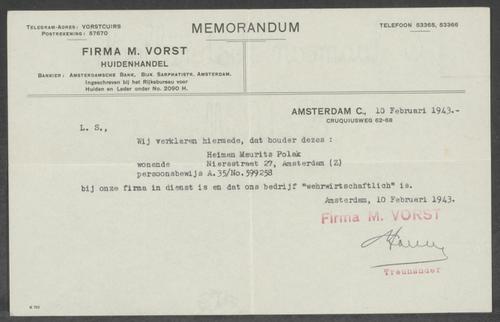 MEMORANDUM
TELEGRAM-ADRES: VORSTCUIRS
POSTREKENING: 87670
TELEFOON 53365, 53366
FIRMA M. VORST
HUIDENHANDEL
BANKIER: AMSTERDAMSCHE BANK, BIJK. SARPHATISTR. AMSTERDAM.
Ingeschreven bij het Rijksbureau voor
Huiden en Leder onder No. 2090 H.
AMSTERDAM C., 10 Februari 1943.-
CRUQUIUSWEG 62-68
L. S.,
Wij verklaren hiermede, dat houder dezes :
Heiman Maurits Polak
wonende Nierssstraat 27, Amsterdam (Z)
persoonsbewijs A.35/No.599258
bij onze firma in dienst is en dat ons bedrijf "wehrwirtschaftlich" is.
Amsterdam, 10 Februari 1943.
Firma M. VORST
Treuhänder